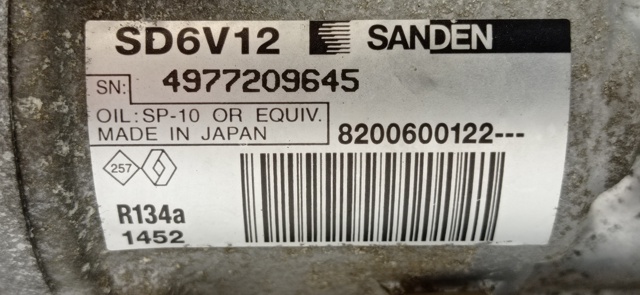 SD6V12 SANDEN
SN: 4977209645
OIL:SP-10 OR EQUIV.
MADE IN JAPAN
8200600122---
257
R134a
1452